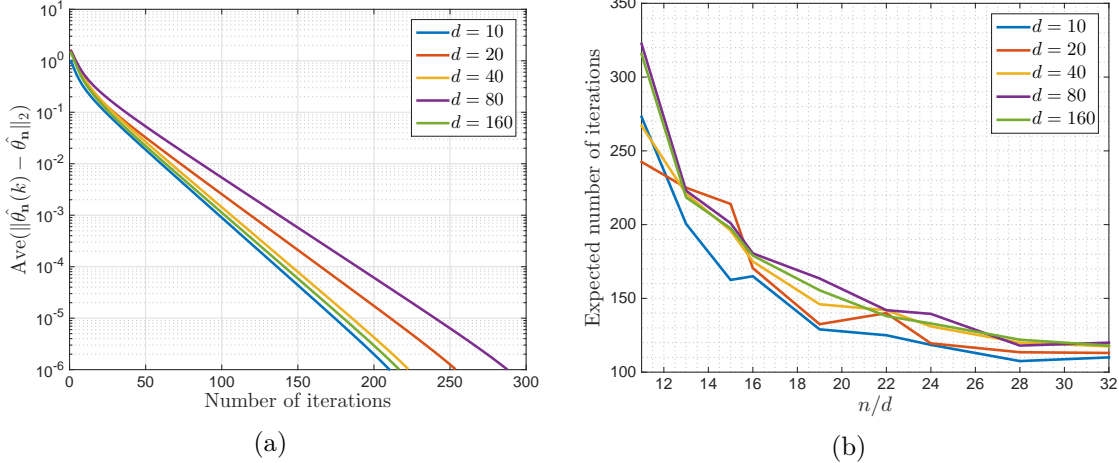 10^1
10^0
10^-1
10^-2
10^-3
10^-4
10^-5
10^-6
Ave(‖θ̂_n(k) − θ̂_n‖_2)
0 50 100 150 200 250 300
Number of iterations
d = 10
d = 20
d = 40
d = 80
d = 160
(a)
350
300
250
200
150
100
Expected number of iterations
12 14 16 18 20 22 24 26 28 30 32
n/d
d = 10
d = 20
d = 40
d = 80
d = 160
(b)